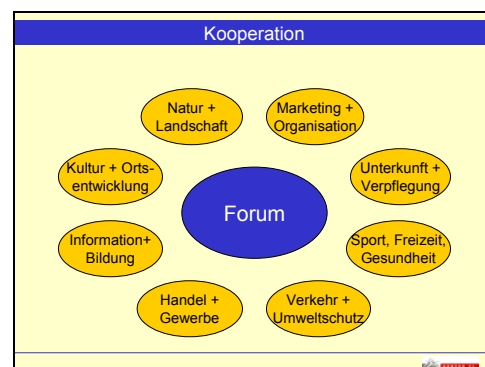 Kooperation
Natur +
Landschaft
Marketing +
Organisation
Kultur + Orts-
entwicklung
Unterkunft +
Verpflegung
Forum
Information+
Bildung
Sport, Freizeit,
Gesundheit
Handel +
Gewerbe
Verkehr +
Umweltschutz